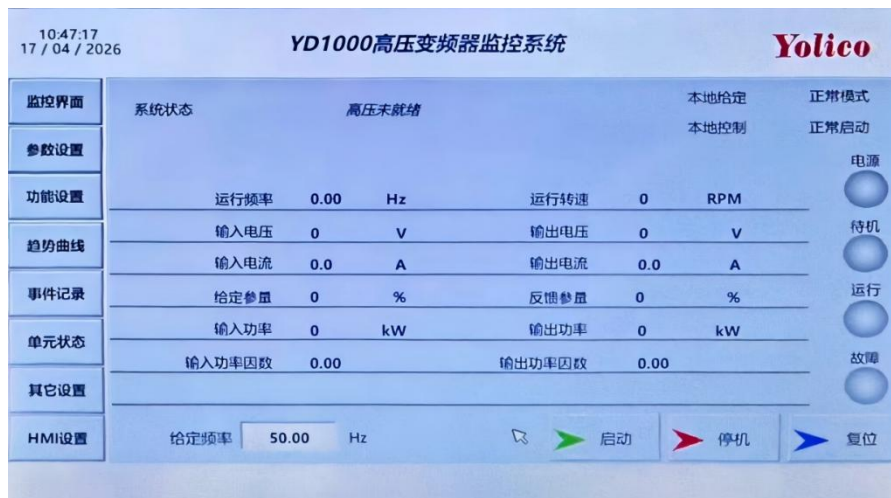 10:47:17
17 / 04 / 2026
YD1000高压变频器监控系统
Yolico
监控界面
系统状态 高压未就绪 本地给定 正常模式
本地控制 正常启动
参数设置
电源
功能设置
运行频率 0.00 Hz 运行转速 0 RPM
待机
输入电压 0 V 输出电压 0 V
趋势曲线
输入电流 0.0 A 输出电流 0.0 A
运行
事件记录
给定参量 0 % 反馈参量 0 %
单元状态
输入功率 0 kW 输出功率 0 kW
故障
输入功率因数 0.00 输出功率因数 0.00
其它设置
HMI设置
给定频率 50.00 Hz 启动 停机 复位